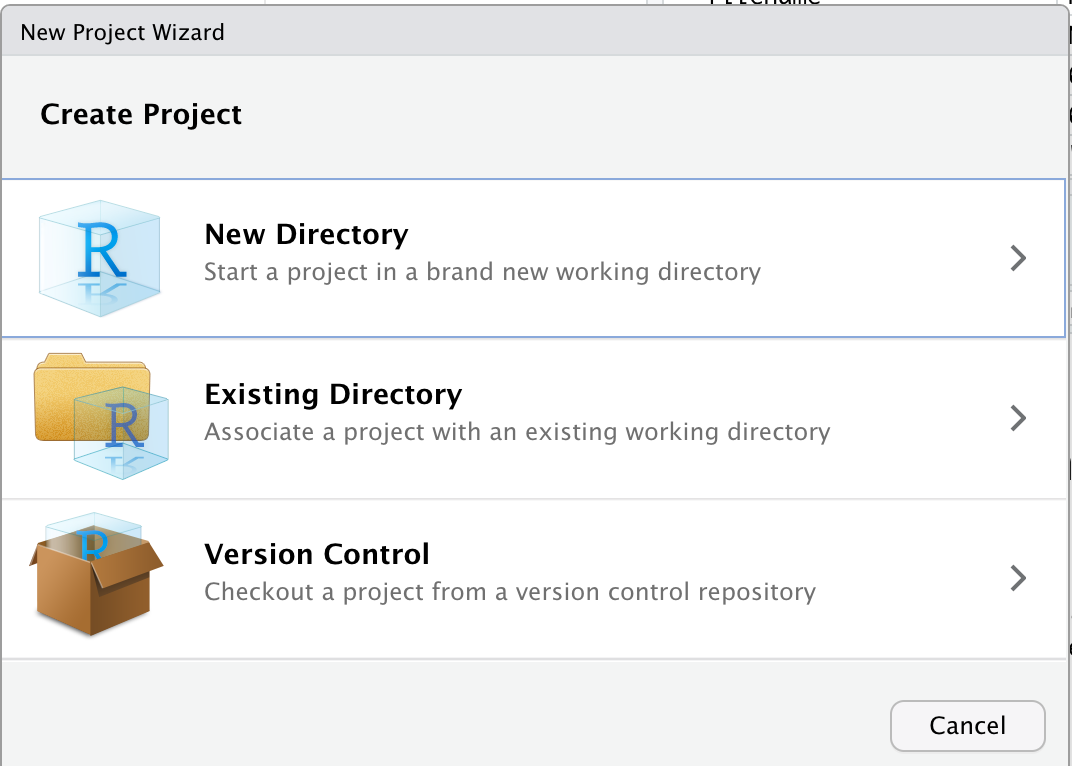 New Project Wizard
Create Project
R
New Directory
Start a project in a brand new working directory
R
Existing Directory
Associate a project with an existing working directory
R
Version Control
Checkout a project from a version control repository
Cancel